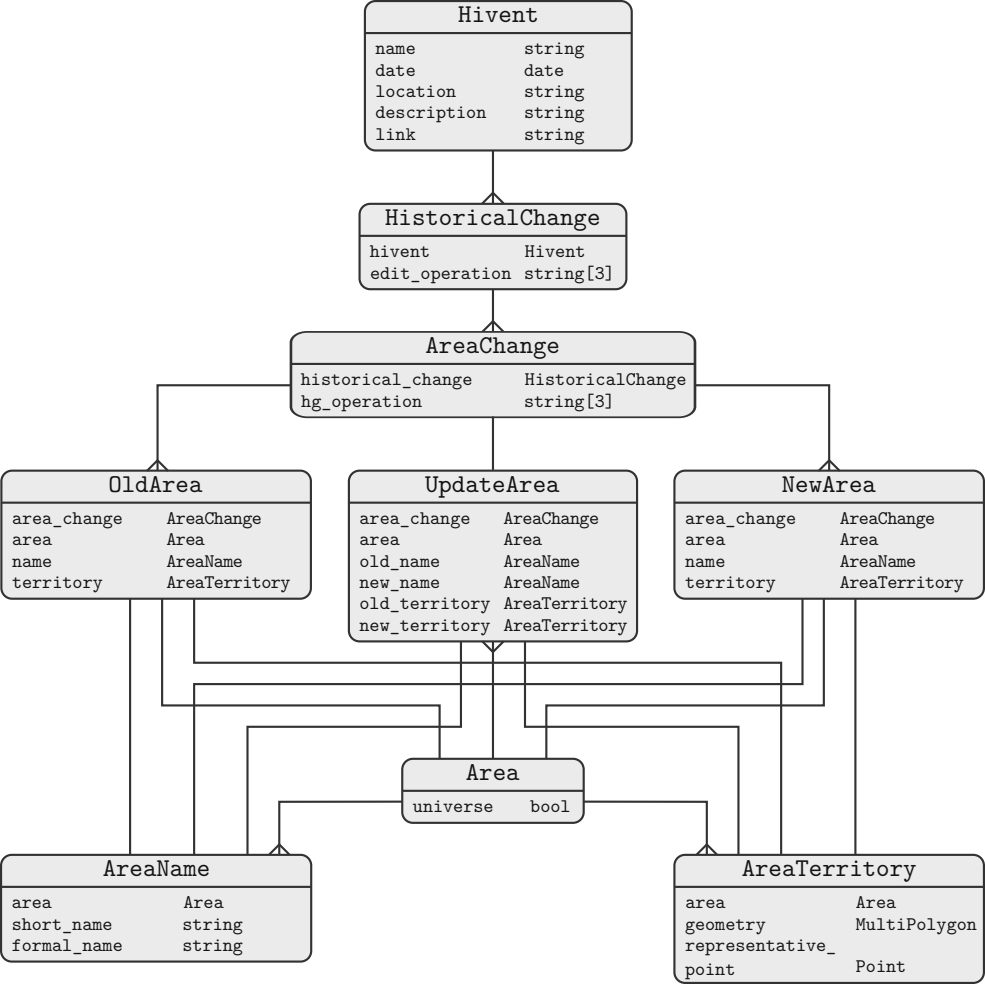 Hivent
name string
date date
location string
description string
link string
HistoricalChange
hivent Hivent
edit_operation string[3]
AreaChange
historical_change HistoricalChange
hg_operation string[3]
OldArea
area_change AreaChange
area Area
name AreaName
territory AreaTerritory
UpdateArea
area_change AreaChange
area Area
old_name AreaName
new_name AreaName
old_territory AreaTerritory
new_territory AreaTerritory
NewArea
area_change AreaChange
area Area
name AreaName
territory AreaTerritory
Area
universe bool
AreaName
area Area
short_name string
formal_name string
AreaTerritory
area Area
geometry MultiPolygon
representative_
point Point